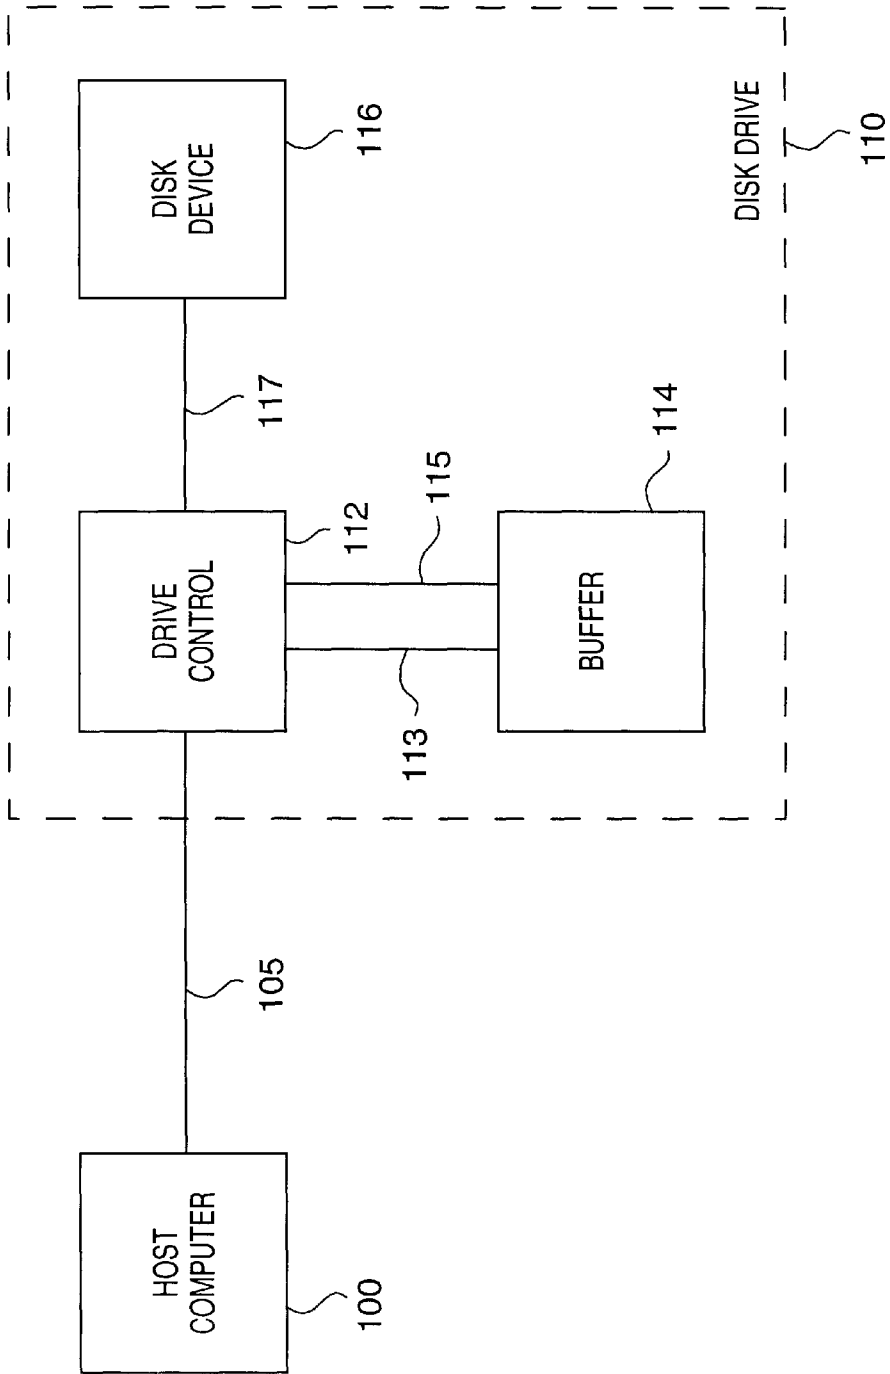 HOST
COMPUTER
100
105
DRIVE
CONTROL
112
113
115
BUFFER
114
117
DISK
DEVICE
116
DISK DRIVE
110